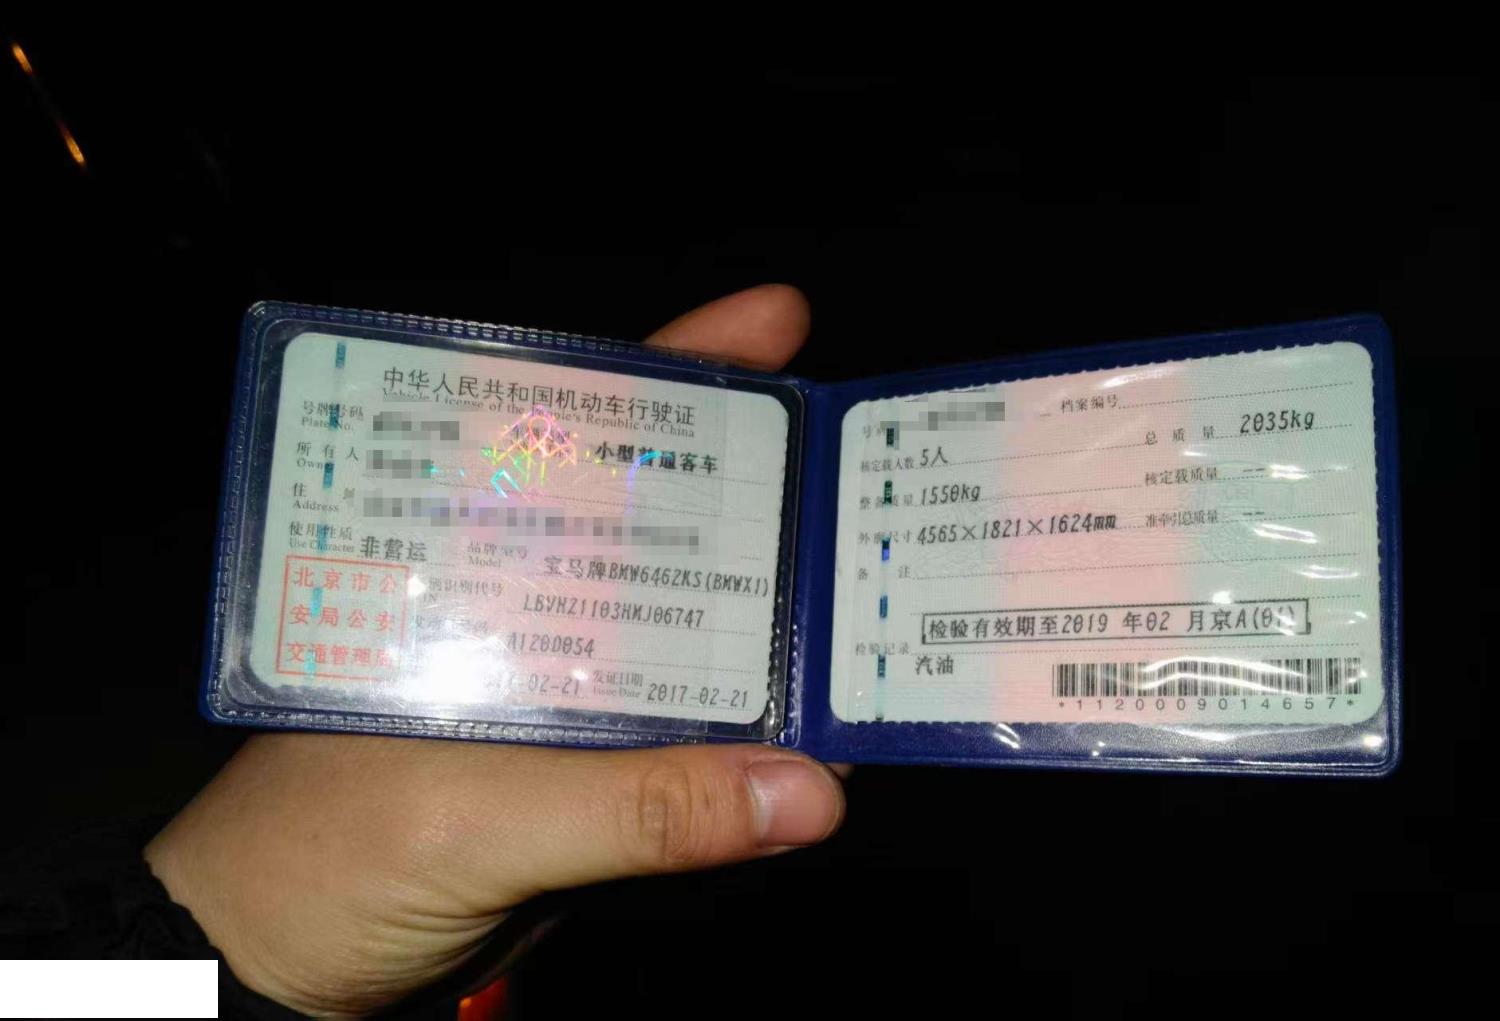 中华人民共和国机动车行驶证
Vehicle License of the People's Republic of China
号牌号码
Plate No.
小型普通客车
所有人
Owner
住
Address
使用性质 非营运
Use Character
品牌型号 宝马牌BMW6462KS(BMWX1)
Model
识别代号 LBVHZ1103HMJ06747
A120D054
北京市公
安局公安
交通管理局
02-21
发证日期 2017-02-21
Issue Date
档案编号
核定载人数 5人
总质量 2035kg
整备质量 1550kg
核定载质量 --
外廓尺寸 4565×1821×1624mm
准牵引总质量 --
备注
检验有效期至2019年02月京A(01)
检验记录
汽油
*1120009014657*